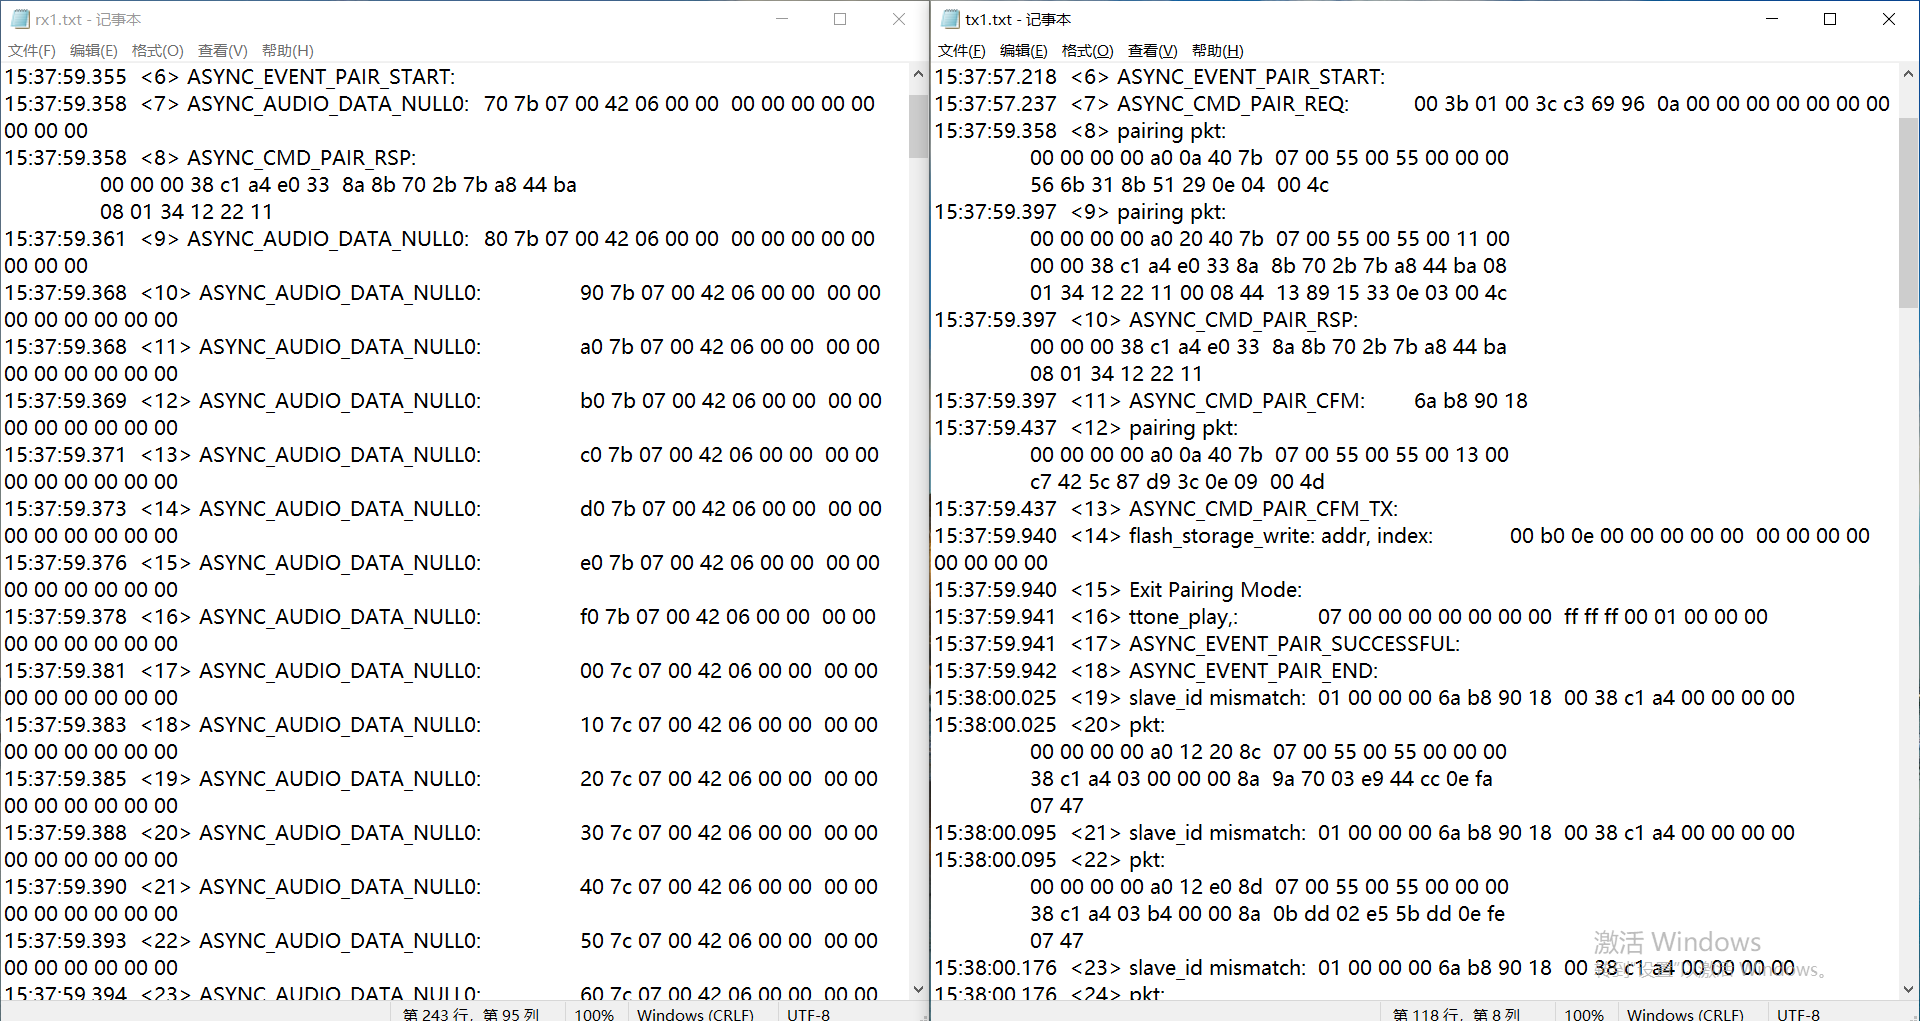 rx1.txt - 记事本
文件(F) 编辑(E) 格式(O) 查看(V) 帮助(H)
15:37:59.355 <6> ASYNC_EVENT_PAIR_START:
15:37:59.358 <7> ASYNC_AUDIO_DATA_NULL0: 70 7b 07 00 42 06 00 00 00 00 00 00 00
00 00 00
15:37:59.358 <8> ASYNC_CMD_PAIR_RSP:
00 00 00 38 c1 a4 e0 33 8a 8b 70 2b 7b a8 44 ba
08 01 34 12 22 11
15:37:59.361 <9> ASYNC_AUDIO_DATA_NULL0: 80 7b 07 00 42 06 00 00 00 00 00 00 00
00 00 00
15:37:59.368 <10> ASYNC_AUDIO_DATA_NULL0: 90 7b 07 00 42 06 00 00 00 00
00 00 00 00 00 00
15:37:59.368 <11> ASYNC_AUDIO_DATA_NULL0: a0 7b 07 00 42 06 00 00 00 00
00 00 00 00 00 00
15:37:59.369 <12> ASYNC_AUDIO_DATA_NULL0: b0 7b 07 00 42 06 00 00 00 00
00 00 00 00 00 00
15:37:59.371 <13> ASYNC_AUDIO_DATA_NULL0: c0 7b 07 00 42 06 00 00 00 00
00 00 00 00 00 00
15:37:59.373 <14> ASYNC_AUDIO_DATA_NULL0: d0 7b 07 00 42 06 00 00 00 00
00 00 00 00 00 00
15:37:59.376 <15> ASYNC_AUDIO_DATA_NULL0: e0 7b 07 00 42 06 00 00 00 00
00 00 00 00 00 00
15:37:59.378 <16> ASYNC_AUDIO_DATA_NULL0: f0 7b 07 00 42 06 00 00 00 00
00 00 00 00 00 00
15:37:59.381 <17> ASYNC_AUDIO_DATA_NULL0: 00 7c 07 00 42 06 00 00 00 00
00 00 00 00 00 00
15:37:59.383 <18> ASYNC_AUDIO_DATA_NULL0: 10 7c 07 00 42 06 00 00 00 00
00 00 00 00 00 00
15:37:59.385 <19> ASYNC_AUDIO_DATA_NULL0: 20 7c 07 00 42 06 00 00 00 00
00 00 00 00 00 00
15:37:59.388 <20> ASYNC_AUDIO_DATA_NULL0: 30 7c 07 00 42 06 00 00 00 00
00 00 00 00 00 00
15:37:59.390 <21> ASYNC_AUDIO_DATA_NULL0: 40 7c 07 00 42 06 00 00 00 00
00 00 00 00 00 00
15:37:59.393 <22> ASYNC_AUDIO_DATA_NULL0: 50 7c 07 00 42 06 00 00 00 00
00 00 00 00 00 00
15:37:59.394 <23> ASYNC_AUDIO_DATA_NULL0: 60 7c 07 00 42 06 00 00 00 00
第 243 行，第 95 列 100% Windows (CRLF) UTF-8
tx1.txt - 记事本
文件(F) 编辑(E) 格式(O) 查看(V) 帮助(H)
15:37:57.218 <6> ASYNC_EVENT_PAIR_START:
15:37:57.237 <7> ASYNC_CMD_PAIR_REQ: 00 3b 01 00 3c c3 69 96 0a 00 00 00 00 00 00 00
15:37:59.358 <8> pairing pkt:
00 00 00 00 a0 0a 40 7b 07 00 55 00 55 00 00 00
56 6b 31 8b 51 29 0e 04 00 4c
15:37:59.397 <9> pairing pkt:
00 00 00 00 a0 20 40 7b 07 00 55 00 55 00 11 00
00 00 38 c1 a4 e0 33 8a 8b 70 2b 7b a8 44 ba 08
01 34 12 22 11 00 08 44 13 89 15 33 0e 03 00 4c
15:37:59.397 <10> ASYNC_CMD_PAIR_RSP:
00 00 00 38 c1 a4 e0 33 8a 8b 70 2b 7b a8 44 ba
08 01 34 12 22 11
15:37:59.397 <11> ASYNC_CMD_PAIR_CFM: 6a b8 90 18
15:37:59.437 <12> pairing pkt:
00 00 00 00 a0 0a 40 7b 07 00 55 00 55 00 13 00
c7 42 5c 87 d9 3c 0e 09 00 4d
15:37:59.437 <13> ASYNC_CMD_PAIR_CFM_TX:
15:37:59.940 <14> flash_storage_write: addr, index: 00 b0 0e 00 00 00 00 00 00 00 00 00
00 00 00 00
15:37:59.940 <15> Exit Pairing Mode:
15:37:59.941 <16> ttone_play,: 07 00 00 00 00 00 00 00 ff ff ff 00 01 00 00 00
15:37:59.941 <17> ASYNC_EVENT_PAIR_SUCCESSFUL:
15:37:59.942 <18> ASYNC_EVENT_PAIR_END:
15:38:00.025 <19> slave_id mismatch: 01 00 00 00 6a b8 90 18 00 38 c1 a4 00 00 00 00
15:38:00.025 <20> pkt:
00 00 00 00 a0 12 20 8c 07 00 55 00 55 00 00 00
38 c1 a4 03 00 00 00 8a 9a 70 03 e9 44 cc 0e fa
07 47
15:38:00.095 <21> slave_id mismatch: 01 00 00 00 6a b8 90 18 00 38 c1 a4 00 00 00 00
15:38:00.095 <22> pkt:
00 00 00 00 a0 12 e0 8d 07 00 55 00 55 00 00 00
38 c1 a4 03 b4 00 00 8a 0b dd 02 e5 5b dd 0e fe
07 47
15:38:00.176 <23> slave_id mismatch: 01 00 00 00 6a b8 90 18 00 38 c1 a4 00 00 00 00
15:38:00.176 <24> pkt:
激活 Windows
转到"设置"以激活 Windows。
第 118 行，第 8 列 100% Windows (CRLF) UTF-8